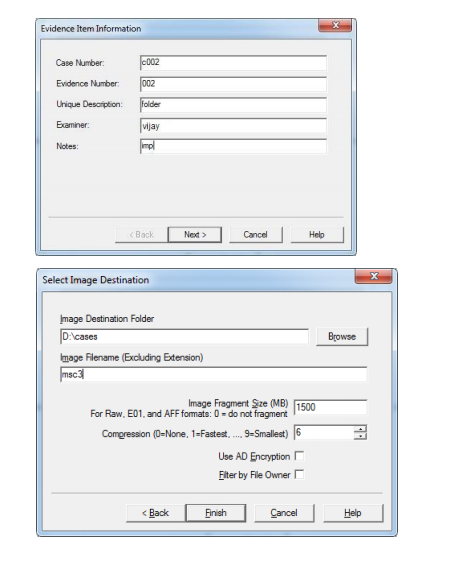 Evidence Item Information
Case Number: c002
Evidence Number: 002
Unique Description: folder
Examiner: vijay
Notes: imp
< Back Next > Cancel Help
Select Image Destination
Image Destination Folder
D:\cases Browse
Image Filename (Excluding Extension)
msc3
Image Fragment Size (MB) 1500
For Raw, E01, and AFF formats: 0 = do not fragment
Compression (0=None, 1=Fastest, ..., 9=Smallest) 6
Use AD Encryption
Filter by File Owner
< Back Finish Cancel Help